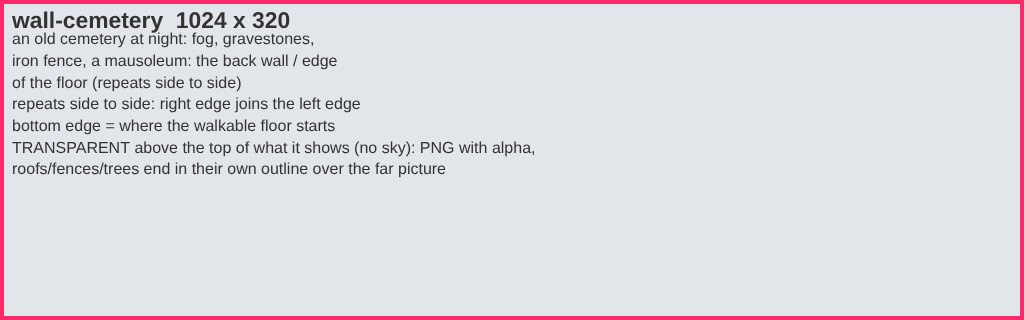 wall-cemetery  1024 x 320
an old cemetery at night: fog, gravestones,
iron fence, a mausoleum: the back wall / edge
of the floor (repeats side to side)
repeats side to side: right edge joins the left edge
bottom edge = where the walkable floor starts
TRANSPARENT above the top of what it shows (no sky): PNG with alpha,
roofs/fences/trees end in their own outline over the far picture